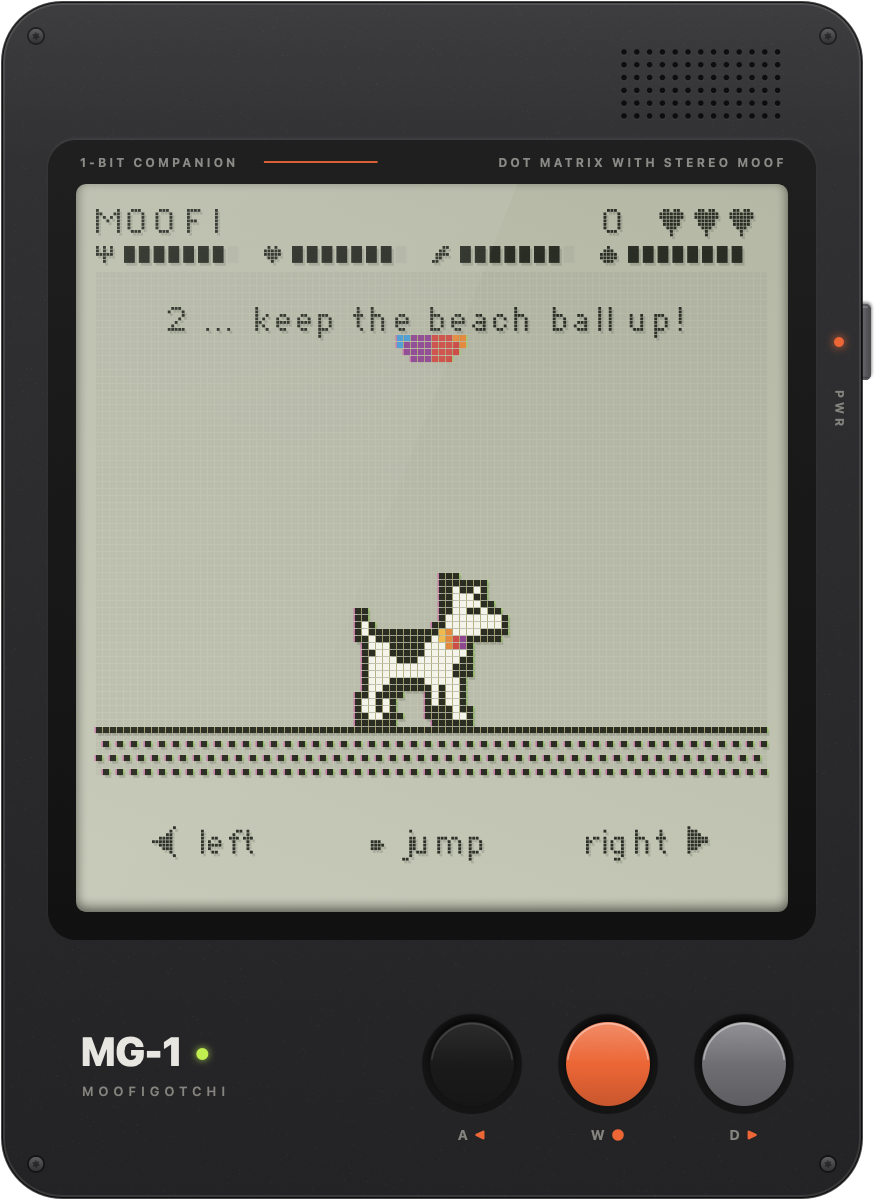 1-BIT COMPANION DOT MATRIX WITH STEREO MOOF
MOOFI 0
2 ... keep the beach ball up!
PWR
left jump right
MG-1
MOOFIGOTCHI
A W D